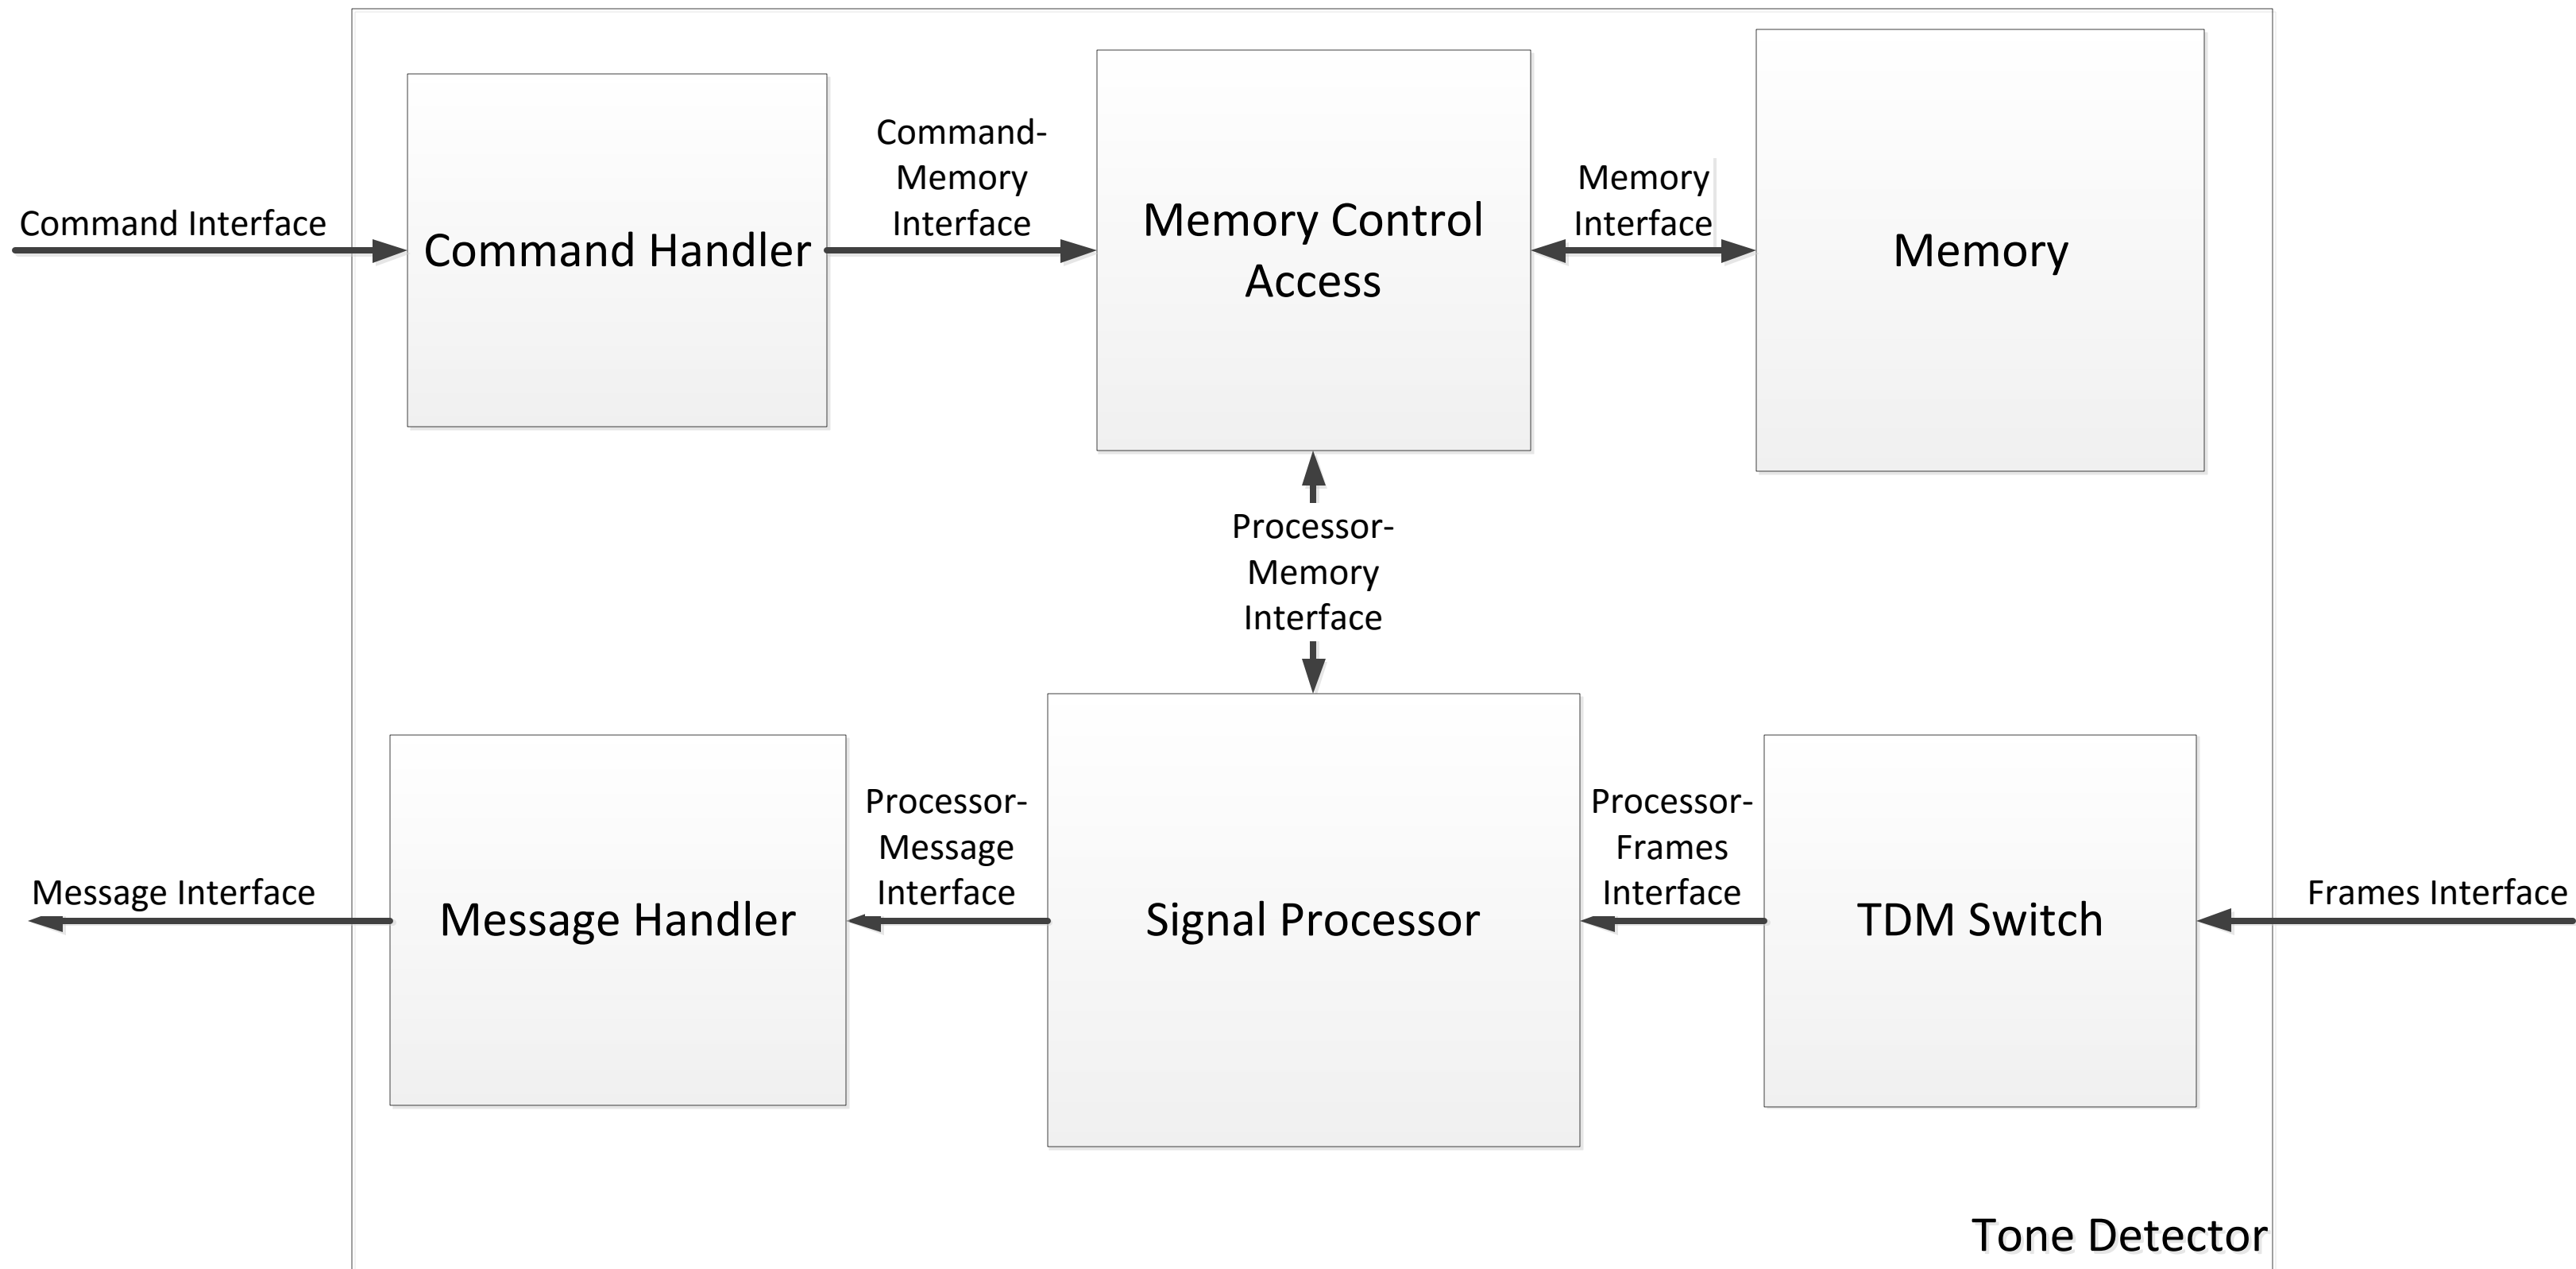 Command Interface
Command Handler
Command-
Memory
Interface
Memory Control
Access
Memory
Interface
Memory
Processor-
Memory
Interface
Message Interface
Message Handler
Processor-
Message
Interface
Signal Processor
Processor-
Frames
Interface
TDM Switch
Frames Interface
Tone Detector